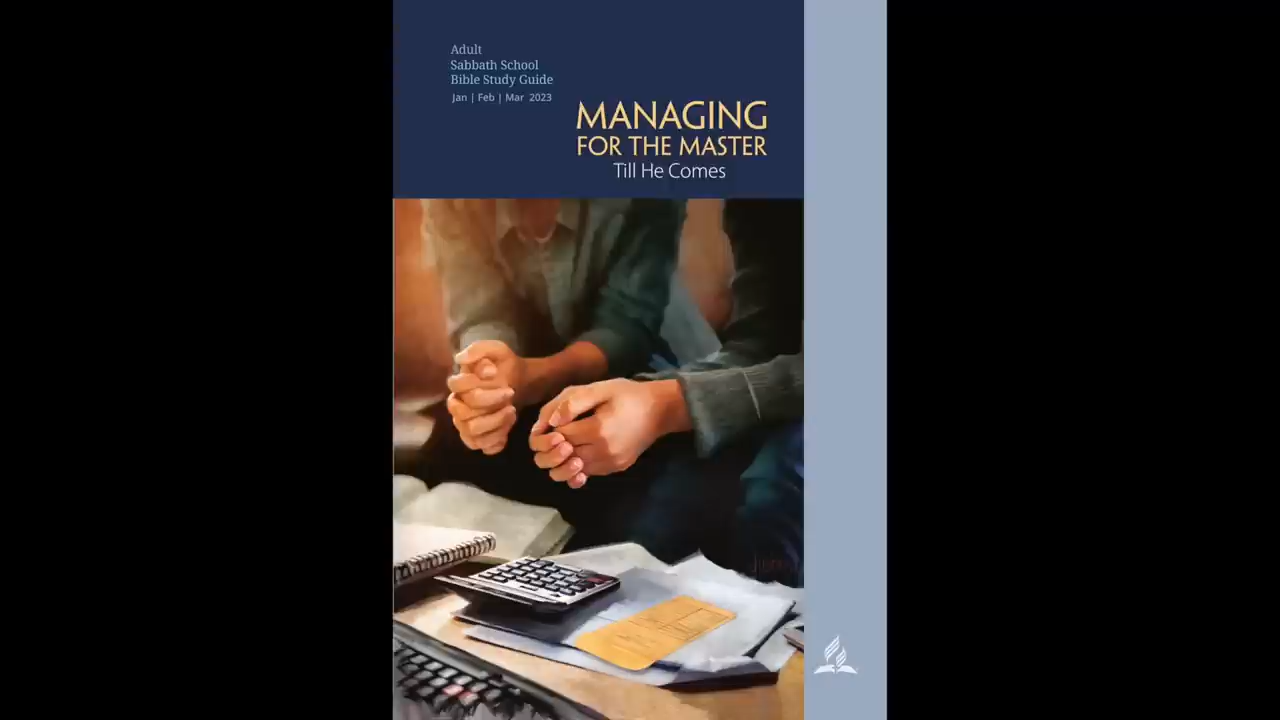 Adult
Sabbath School
Bible Study Guide
Jan | Feb | Mar 2023
MANAGING
FOR THE MASTER
Till He Comes